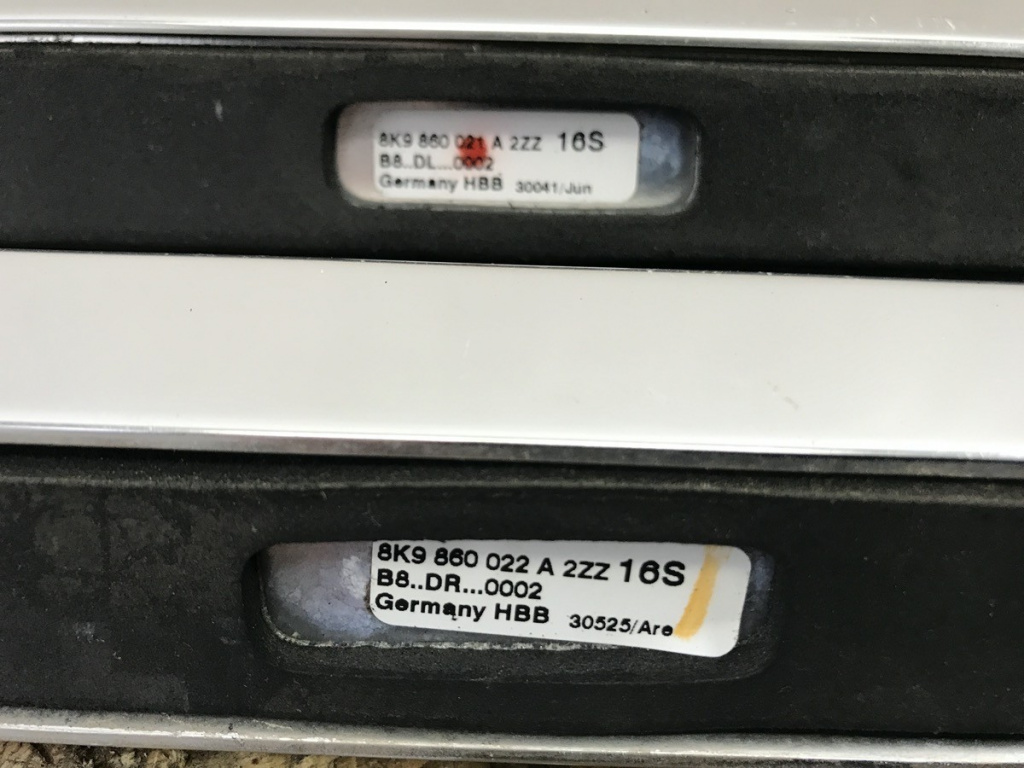 8K9 860 021 A 2ZZ 16S
B8..DL...0002
Germany HBB 30041/Jun
8K9 860 022 A 2ZZ 16S
B8..DR...0002
Germany HBB 30525/Are